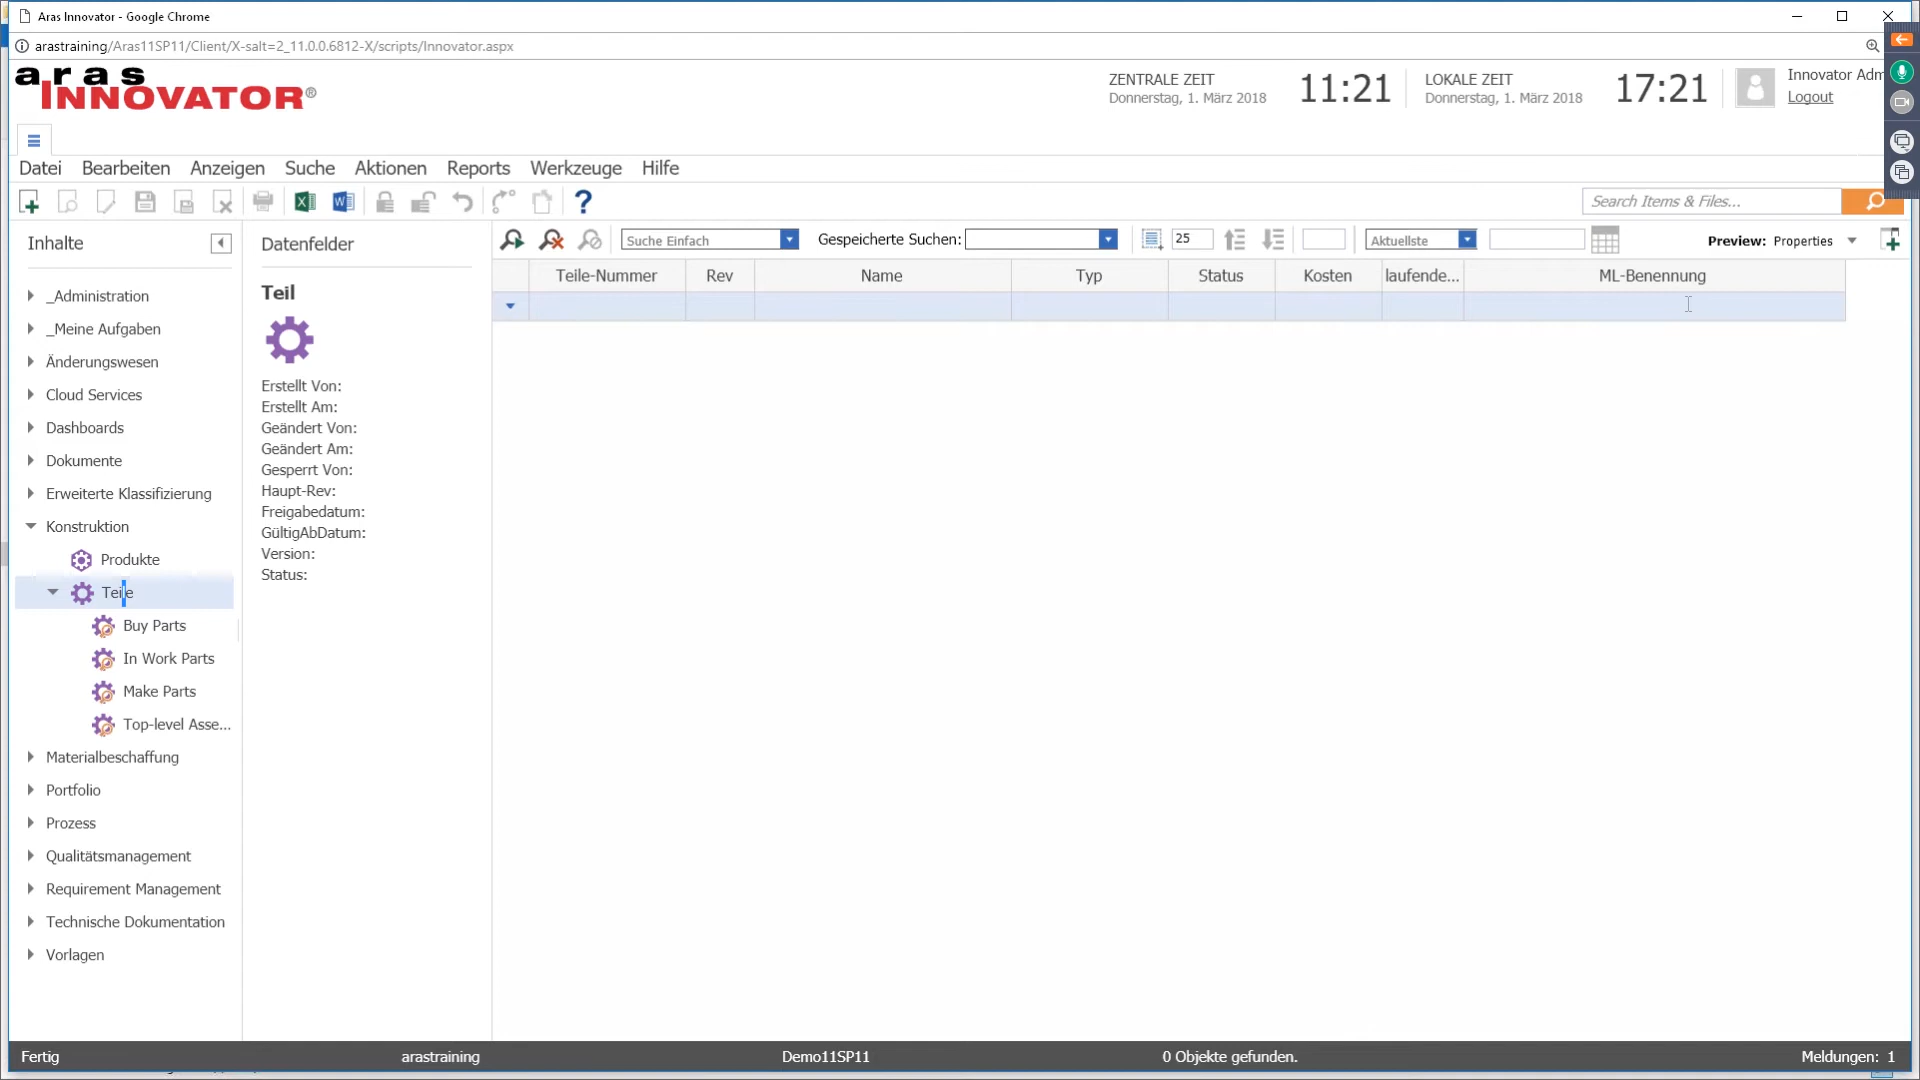 Aras Innovator - Google Chrome
arastraining/Aras11SP11/Client/X-salt=2_11.0.0.6812-X/scripts/Innovator.aspx
aras
INNOVATOR®
ZENTRALE ZEIT
Donnerstag, 1. März 2018
11:21
LOKALE ZEIT
Donnerstag, 1. März 2018
17:21
Innovator Adm
Logout
Datei Bearbeiten Anzeigen Suche Aktionen Reports Werkzeuge Hilfe
Search Items & Files...
Inhalte
_Administration
_Meine Aufgaben
Änderungswesen
Cloud Services
Dashboards
Dokumente
Erweiterte Klassifizierung
Konstruktion
Produkte
Teile
Buy Parts
In Work Parts
Make Parts
Top-level Asse...
Materialbeschaffung
Portfolio
Prozess
Qualitätsmanagement
Requirement Management
Technische Dokumentation
Vorlagen
Datenfelder
Teil
Erstellt Von:
Erstellt Am:
Geändert Von:
Geändert Am:
Gesperrt Von:
Haupt-Rev:
Freigabedatum:
GültigAbDatum:
Version:
Status:
Suche Einfach Gespeicherte Suchen: 25 Aktuellste Preview: Properties
Teile-Nummer Rev Name Typ Status Kosten laufende... ML-Benennung
Fertig arastraining Demo11SP11 0 Objekte gefunden. Meldungen: 1